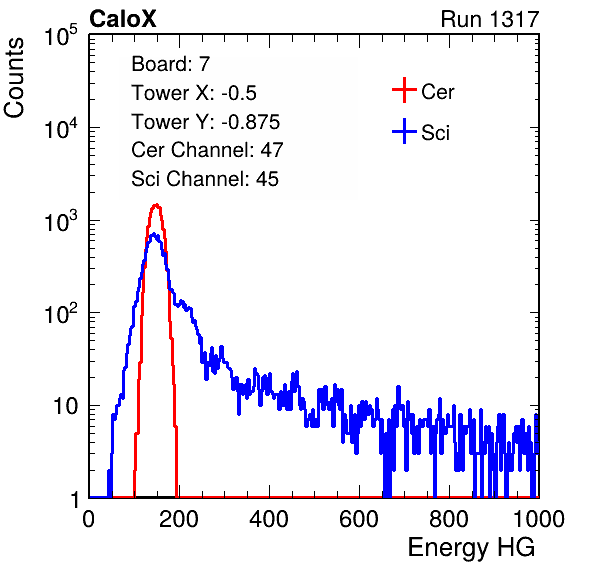 CaloX Run 1317
Board: 7
Tower X: -0.5
Tower Y: -0.875
Cer Channel: 47
Sci Channel: 45
Cer
Sci
Counts
10^5
10^4
10^3
10^2
10
1
0 200 400 600 800 1000
Energy HG